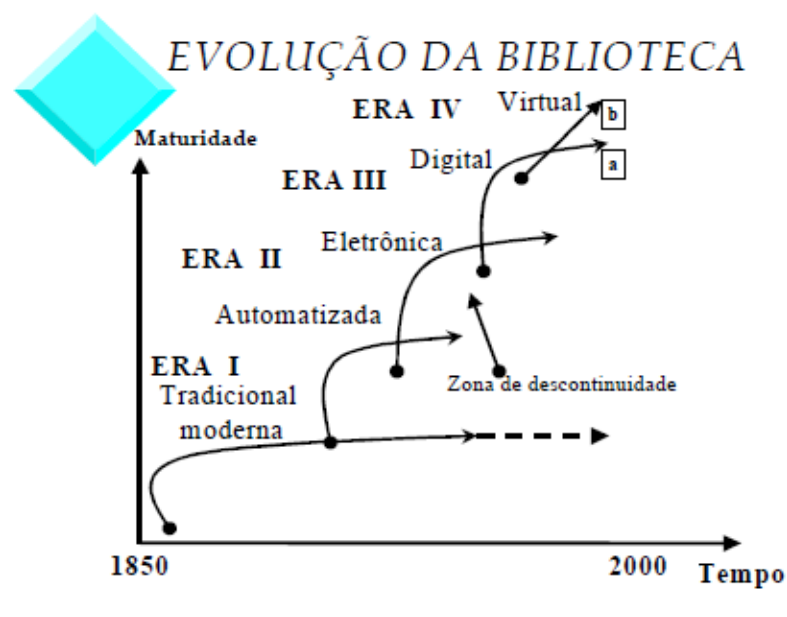 EVOLUÇÃO DA BIBLIOTECA
ERA IV
Virtual
b
Maturidade
Digital
a
ERA III
Eletrônica
ERA II
Automatizada
ERA I
Zona de descontinuidade
Tradicional
moderna
1850
2000
Tempo